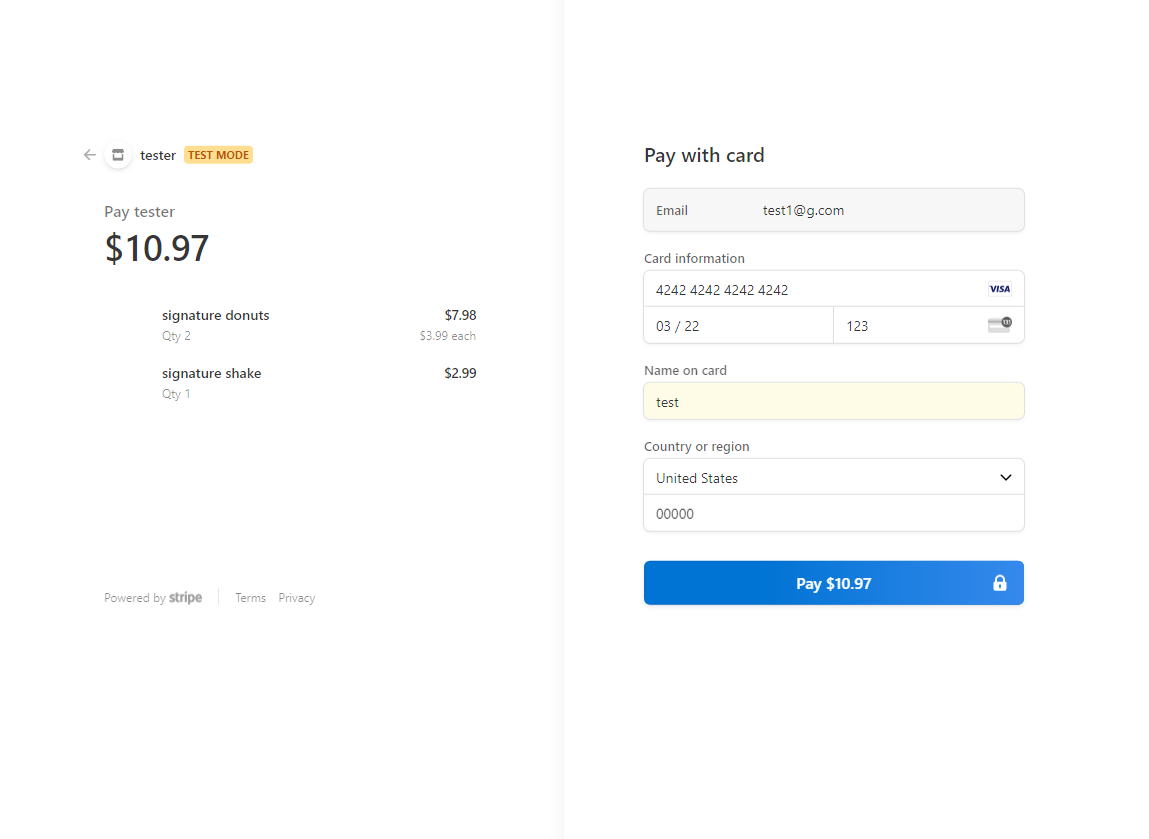 tester TEST MODE
Pay tester
$10.97
signature donuts $7.98
Qty 2 $3.99 each
signature shake $2.99
Qty 1
Powered by stripe Terms Privacy
Pay with card
Email test1@g.com
Card information
4242 4242 4242 4242 VISA
03 / 22 123
Name on card
test
Country or region
United States
00000
Pay $10.97